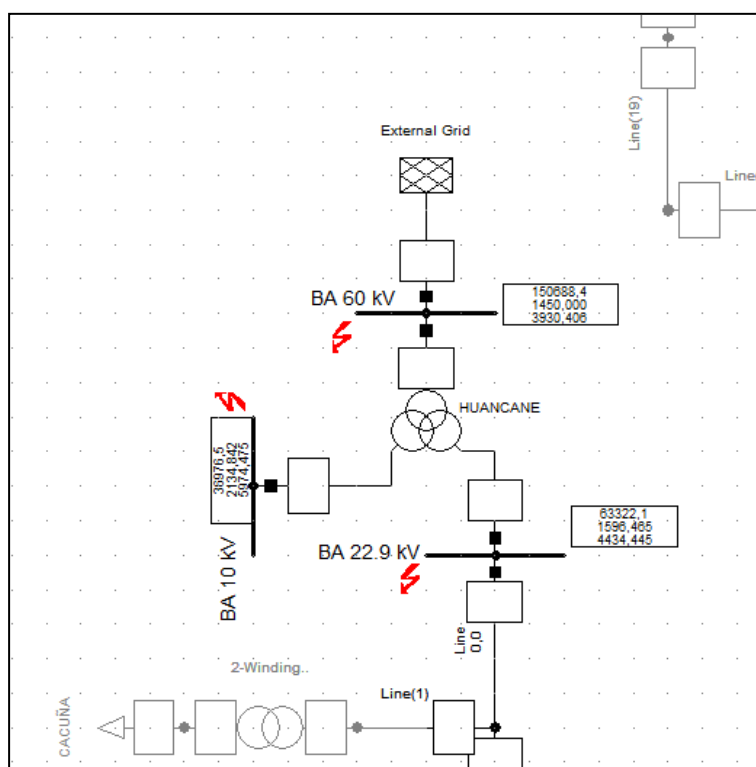 External Grid
Line(19)
Line
BA 60 kV
150688,4
1450,000
3930,406
HUANCANE
36976,5
2134,842
5974,475
BA 10 kV
BA 22.9 kV
63322,1
1596,465
4434,445
Line
0,0
2-Winding..
Line(1)
CACUÑA